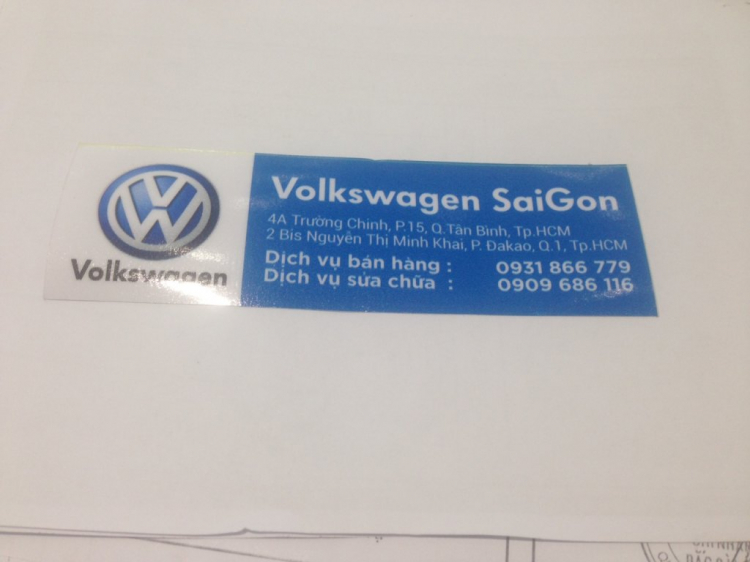 Volkswagen
Volkswagen SaiGon
4A Trường Chinh, P.15, Q.Tân Bình, Tp.HCM
2 Bis Nguyễn Thị Minh Khai, P. Đakao, Q.1, Tp.HCM
Dịch vụ bán hàng : 0931 866 779
Dịch vụ sửa chữa : 0909 686 116